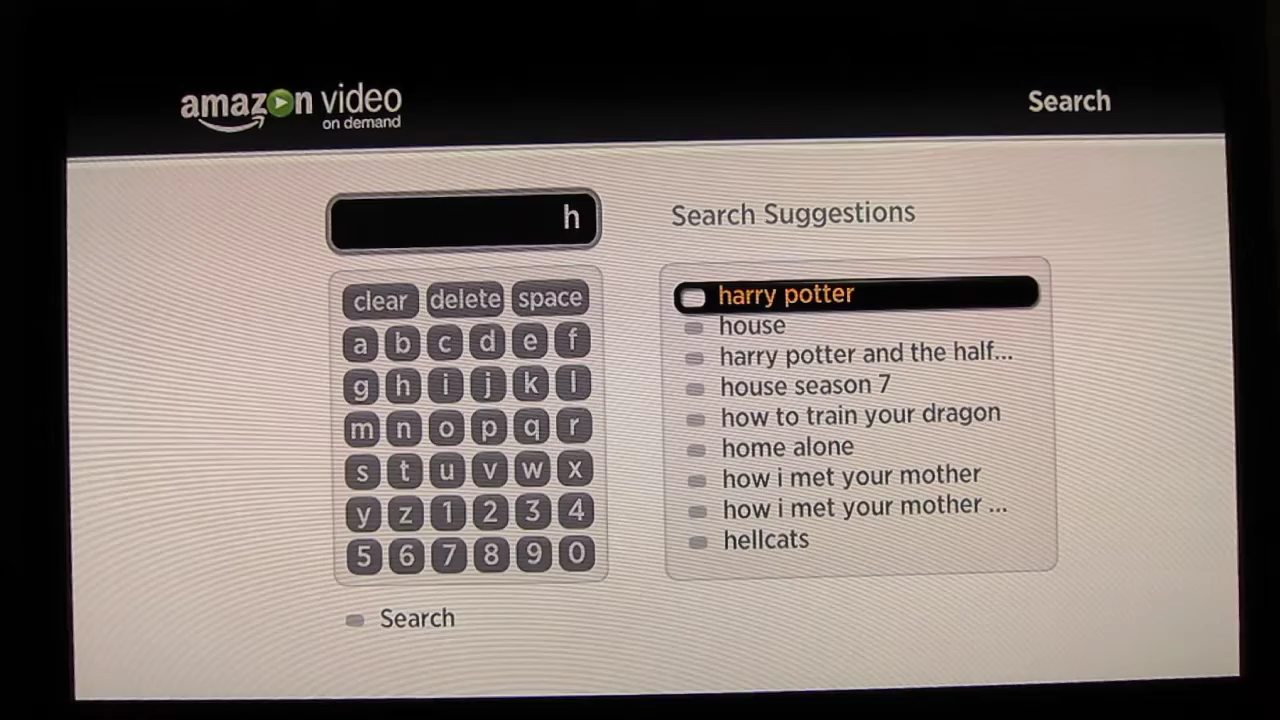 amazon video
on demand
Search
h
Search Suggestions
clear delete space
a b c d e f
g h i j k l
m n o p q r
s t u v w x
y z 1 2 3 4
5 6 7 8 9 0
Search
harry potter
house
harry potter and the half...
house season 7
how to train your dragon
home alone
how i met your mother
how i met your mother ...
hellcats